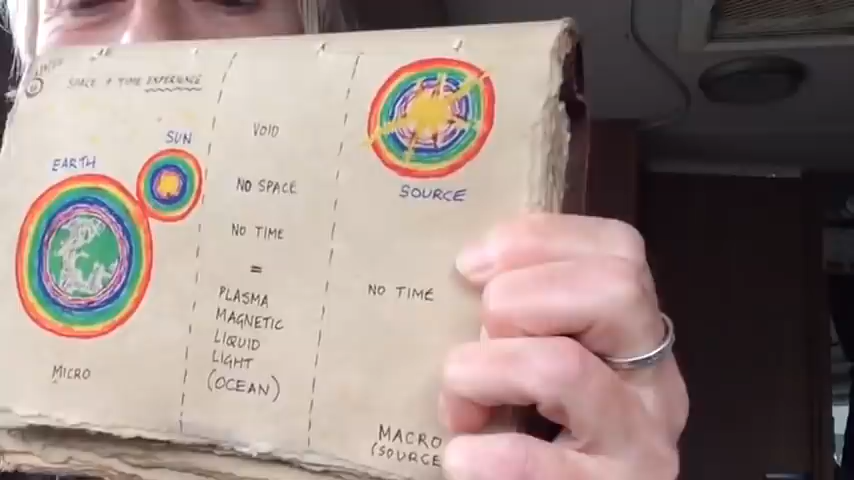 SPACE + TIME EXPERIENCE
SUN
EARTH
MICRO
VOID
NO SPACE
NO TIME
=
PLASMA
MAGNETIC
LIQUID
LIGHT
(OCEAN)
SOURCE
NO TIME
MACRO
(SOURCE